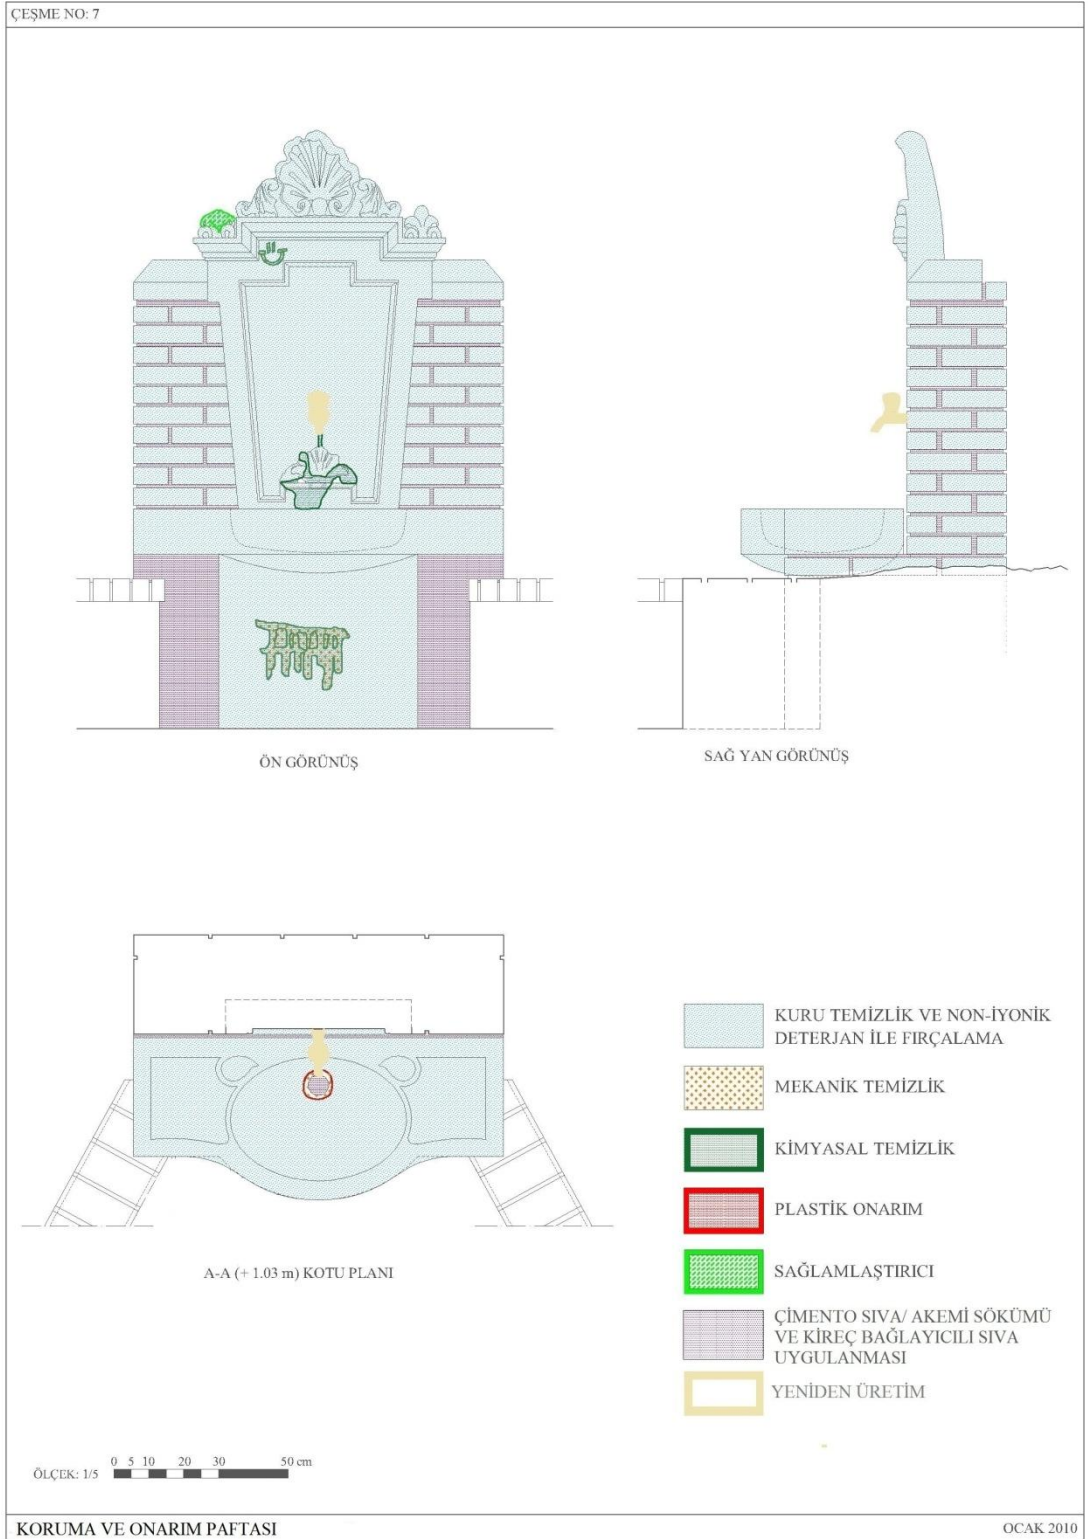 ÇEŞME NO: 7
ÖN GÖRÜNÜŞ
SAĞ YAN GÖRÜNÜŞ
A-A (+ 1.03 m) KOTU PLANI
KURU TEMİZLİK VE NON-İYONİK
DETERJAN İLE FIRÇALAMA
MEKANİK TEMİZLİK
KİMYASAL TEMİZLİK
PLASTİK ONARIM
SAĞLAMLAŞTIRICI
ÇİMENTO SIVA/ AKEMİ SÖKÜMÜ
VE KİREÇ BAĞLAYICILI SIVA
UYGULANMASI
YENİDEN ÜRETİM
ÖLÇEK: 1/5 0 5 10 20 30 50 cm
KORUMA VE ONARIM PAFTASI
OCAK 2010